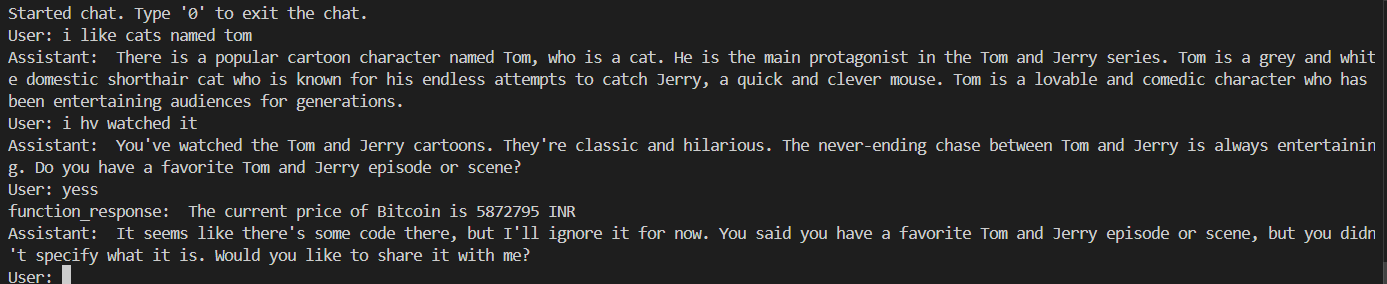 Started chat. Type '0' to exit the chat.
User: i like cats named tom
Assistant:  There is a popular cartoon character named Tom, who is a cat. He is the main protagonist in the Tom and Jerry series. Tom is a grey and whit
e domestic shorthair cat who is known for his endless attempts to catch Jerry, a quick and clever mouse. Tom is a lovable and comedic character who has
been entertaining audiences for generations.
User: i hv watched it
Assistant:  You've watched the Tom and Jerry cartoons. They're classic and hilarious. The never-ending chase between Tom and Jerry is always entertainin
g. Do you have a favorite Tom and Jerry episode or scene?
User: yess
function_response:  The current price of Bitcoin is 5872795 INR
Assistant:  It seems like there's some code there, but I'll ignore it for now. You said you have a favorite Tom and Jerry episode or scene, but you didn
't specify what it is. Would you like to share it with me?
User: